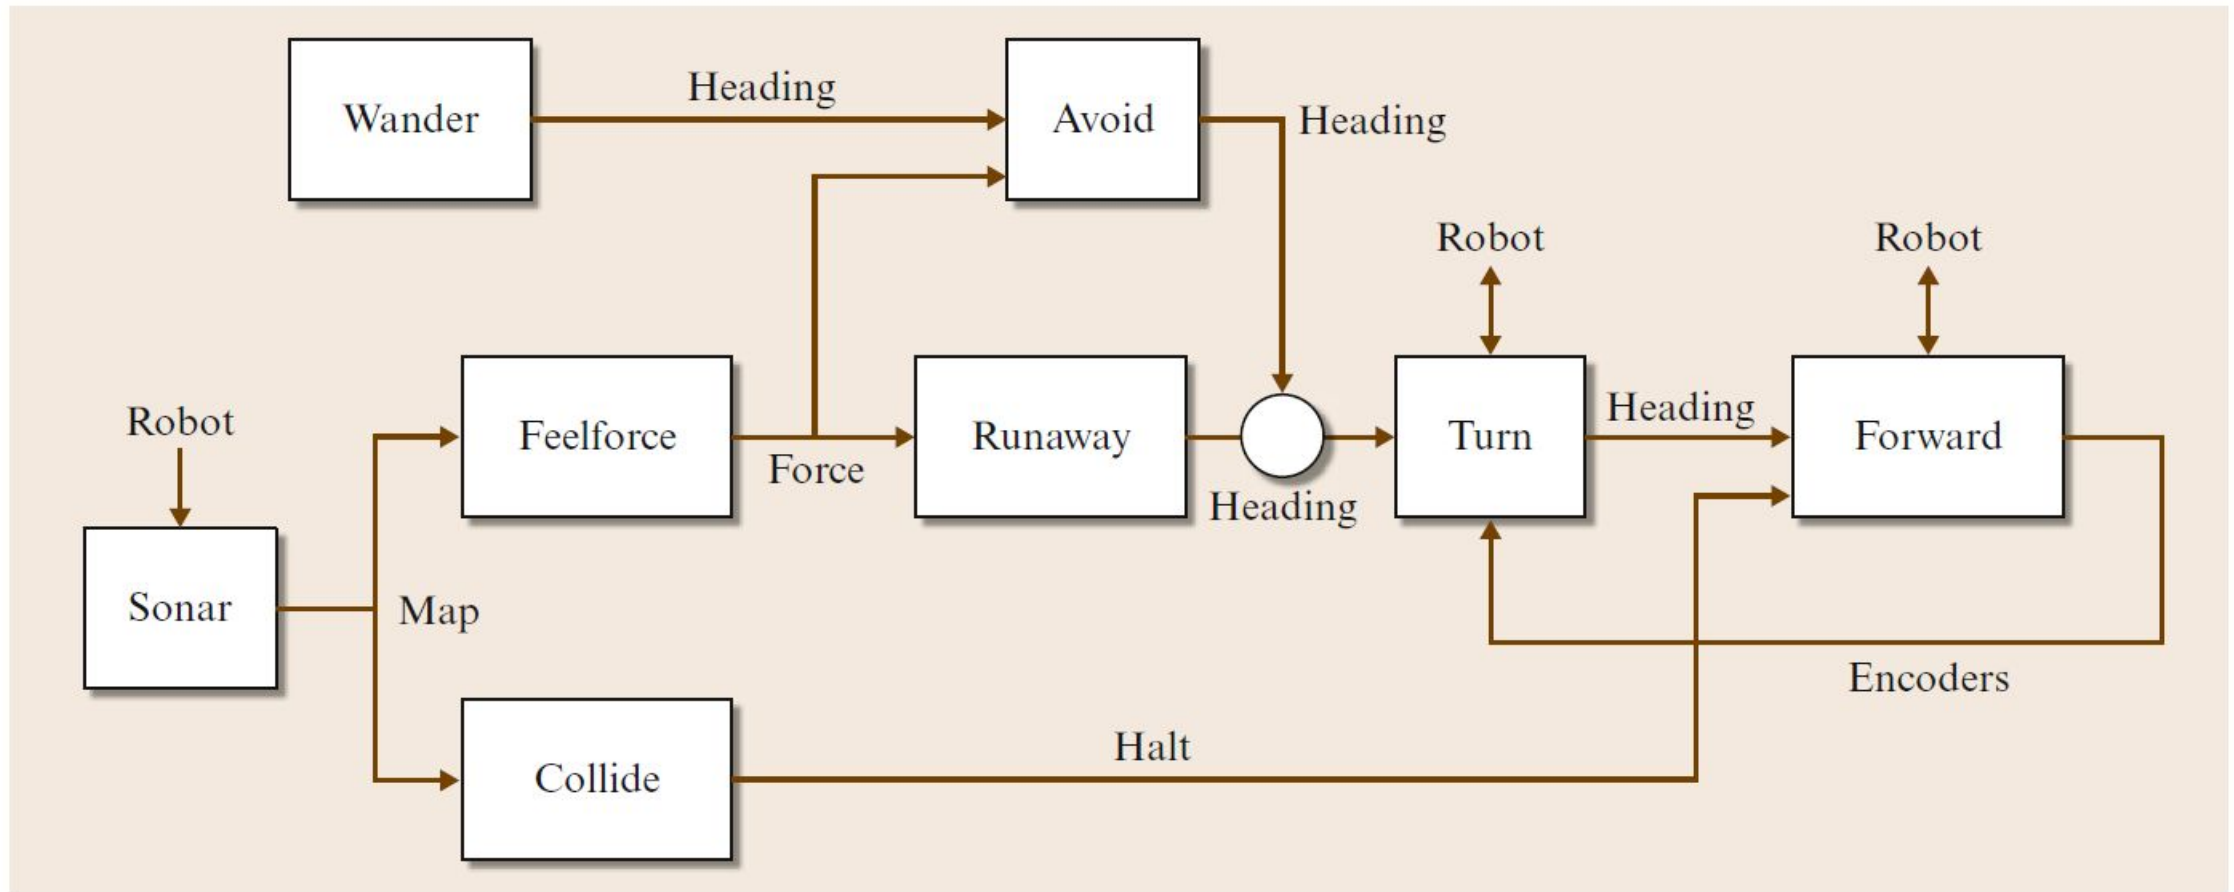 Wander
Heading
Avoid
Heading
Robot
Robot
Robot
Feelforce
Force
Runaway
Heading
Turn
Heading
Forward
Sonar
Map
Encoders
Collide
Halt